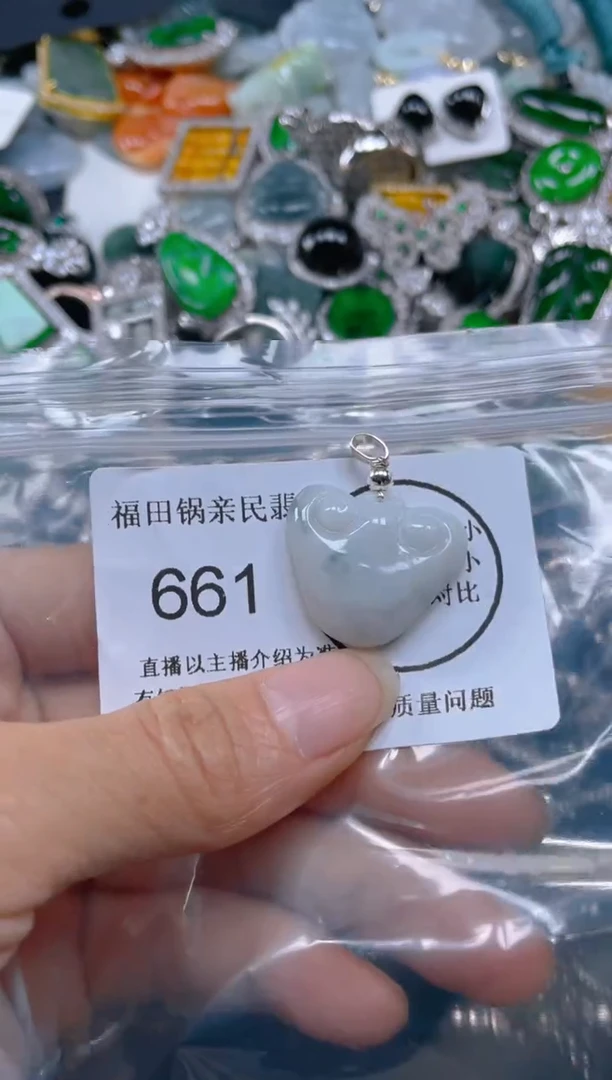 福田锅亲民翡
小
661
小
对比
直播以主播介绍为准
质量问题